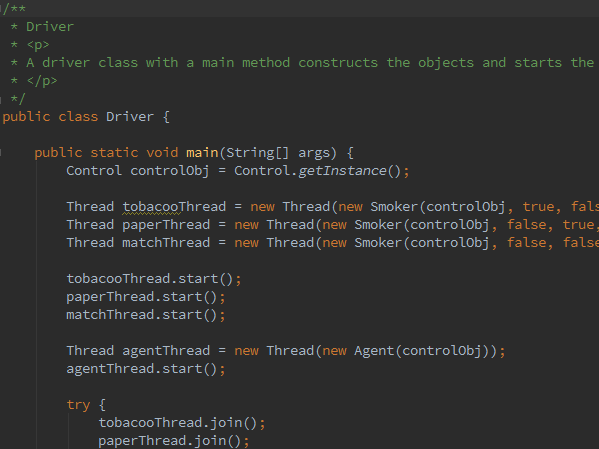 /**
 * Driver
 * <p>
 * A driver class with a main method constructs the objects and starts the
 * </p>
 */
public class Driver {
    public static void main(String[] args) {
        Control controlObj = Control.getInstance();
        Thread tobacooThread = new Thread(new Smoker(controlObj, true, fals
        Thread paperThread = new Thread(new Smoker(controlObj, false, true,
        Thread matchThread = new Thread(new Smoker(controlObj, false, false
        tobacooThread.start();
        paperThread.start();
        matchThread.start();
        Thread agentThread = new Thread(new Agent(controlObj));
        agentThread.start();
        try {
            tobacooThread.join();
            paperThread.join();